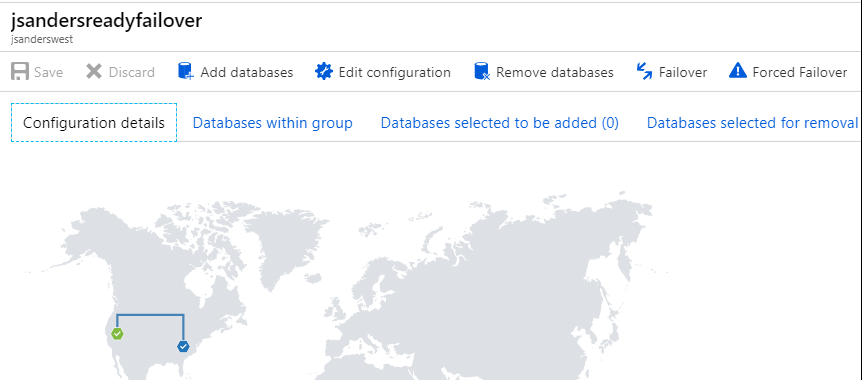 jsandersreadyfailover
jsanderswest
Save Discard Add databases Edit configuration Remove databases Failover Forced Failover
Configuration details Databases within group Databases selected to be added (0) Databases selected for removal